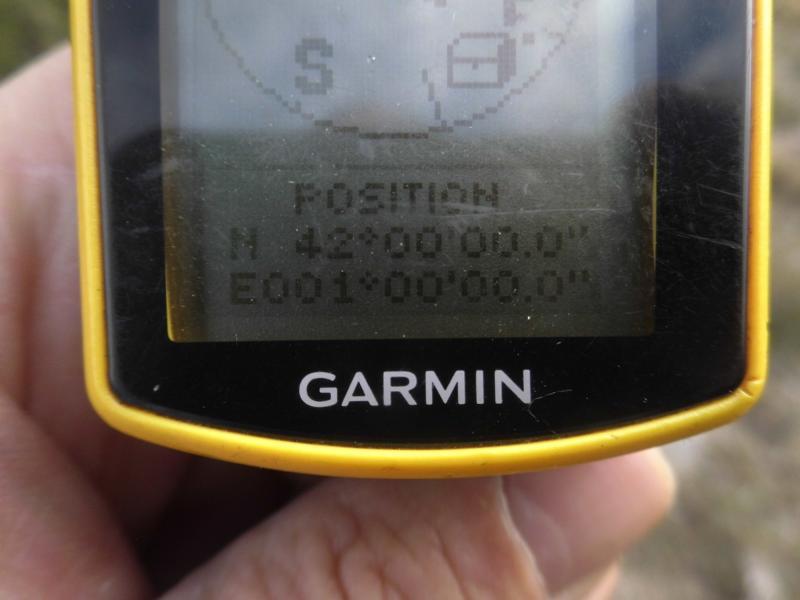 S
POSITION
N 42°00'00.0"
E001°00'00.0"
GARMIN